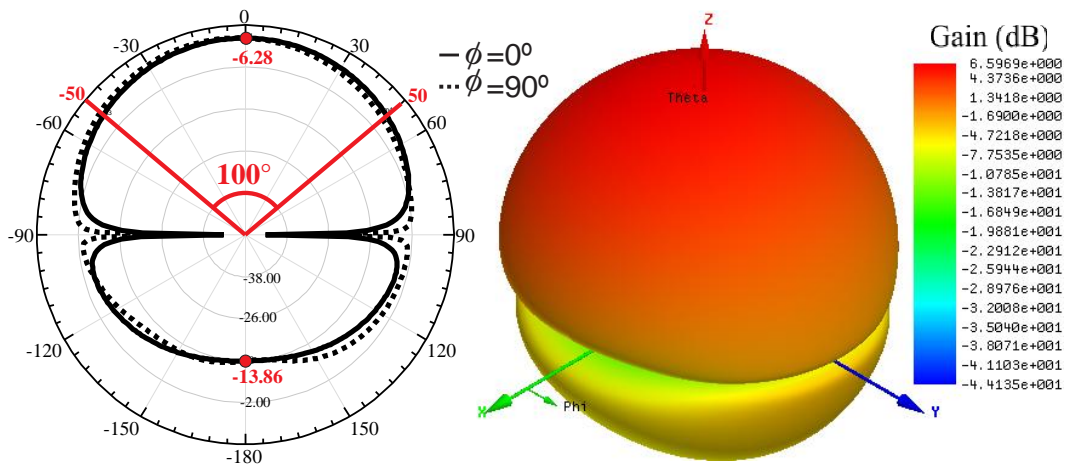 0
-30
30
-6.28
-50
50
-60
60
100°
-90
90
-38.00
-26.00
-13.86
-2.00
-120
120
-150
150
-180
ϕ=0º
ϕ=90º
Z
Theta
X
Phi
Y
Gain (dB)
6.5969e+000
4.3736e+000
1.3418e+000
-1.6900e+000
-4.7218e+000
-7.7535e+000
-1.0785e+001
-1.3817e+001
-1.6849e+001
-1.9881e+001
-2.2912e+001
-2.5944e+001
-2.8976e+001
-3.2008e+001
-3.5040e+001
-3.8071e+001
-4.1103e+001
-4.4135e+001